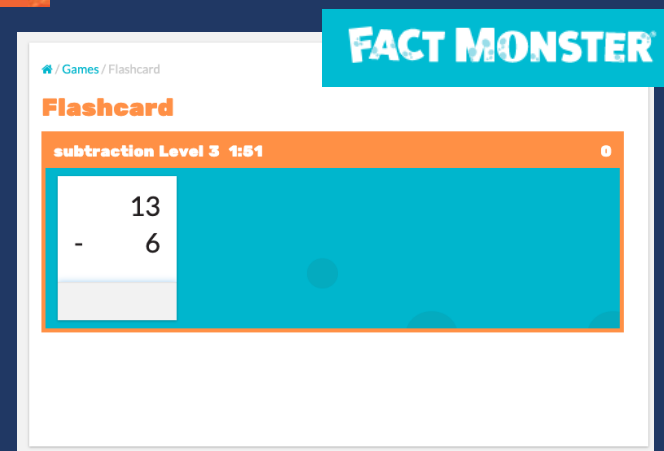 FACT MONSTER®
/ Games / Flashcard
Flashcard
subtraction Level 3 1:51 0
13
- 6